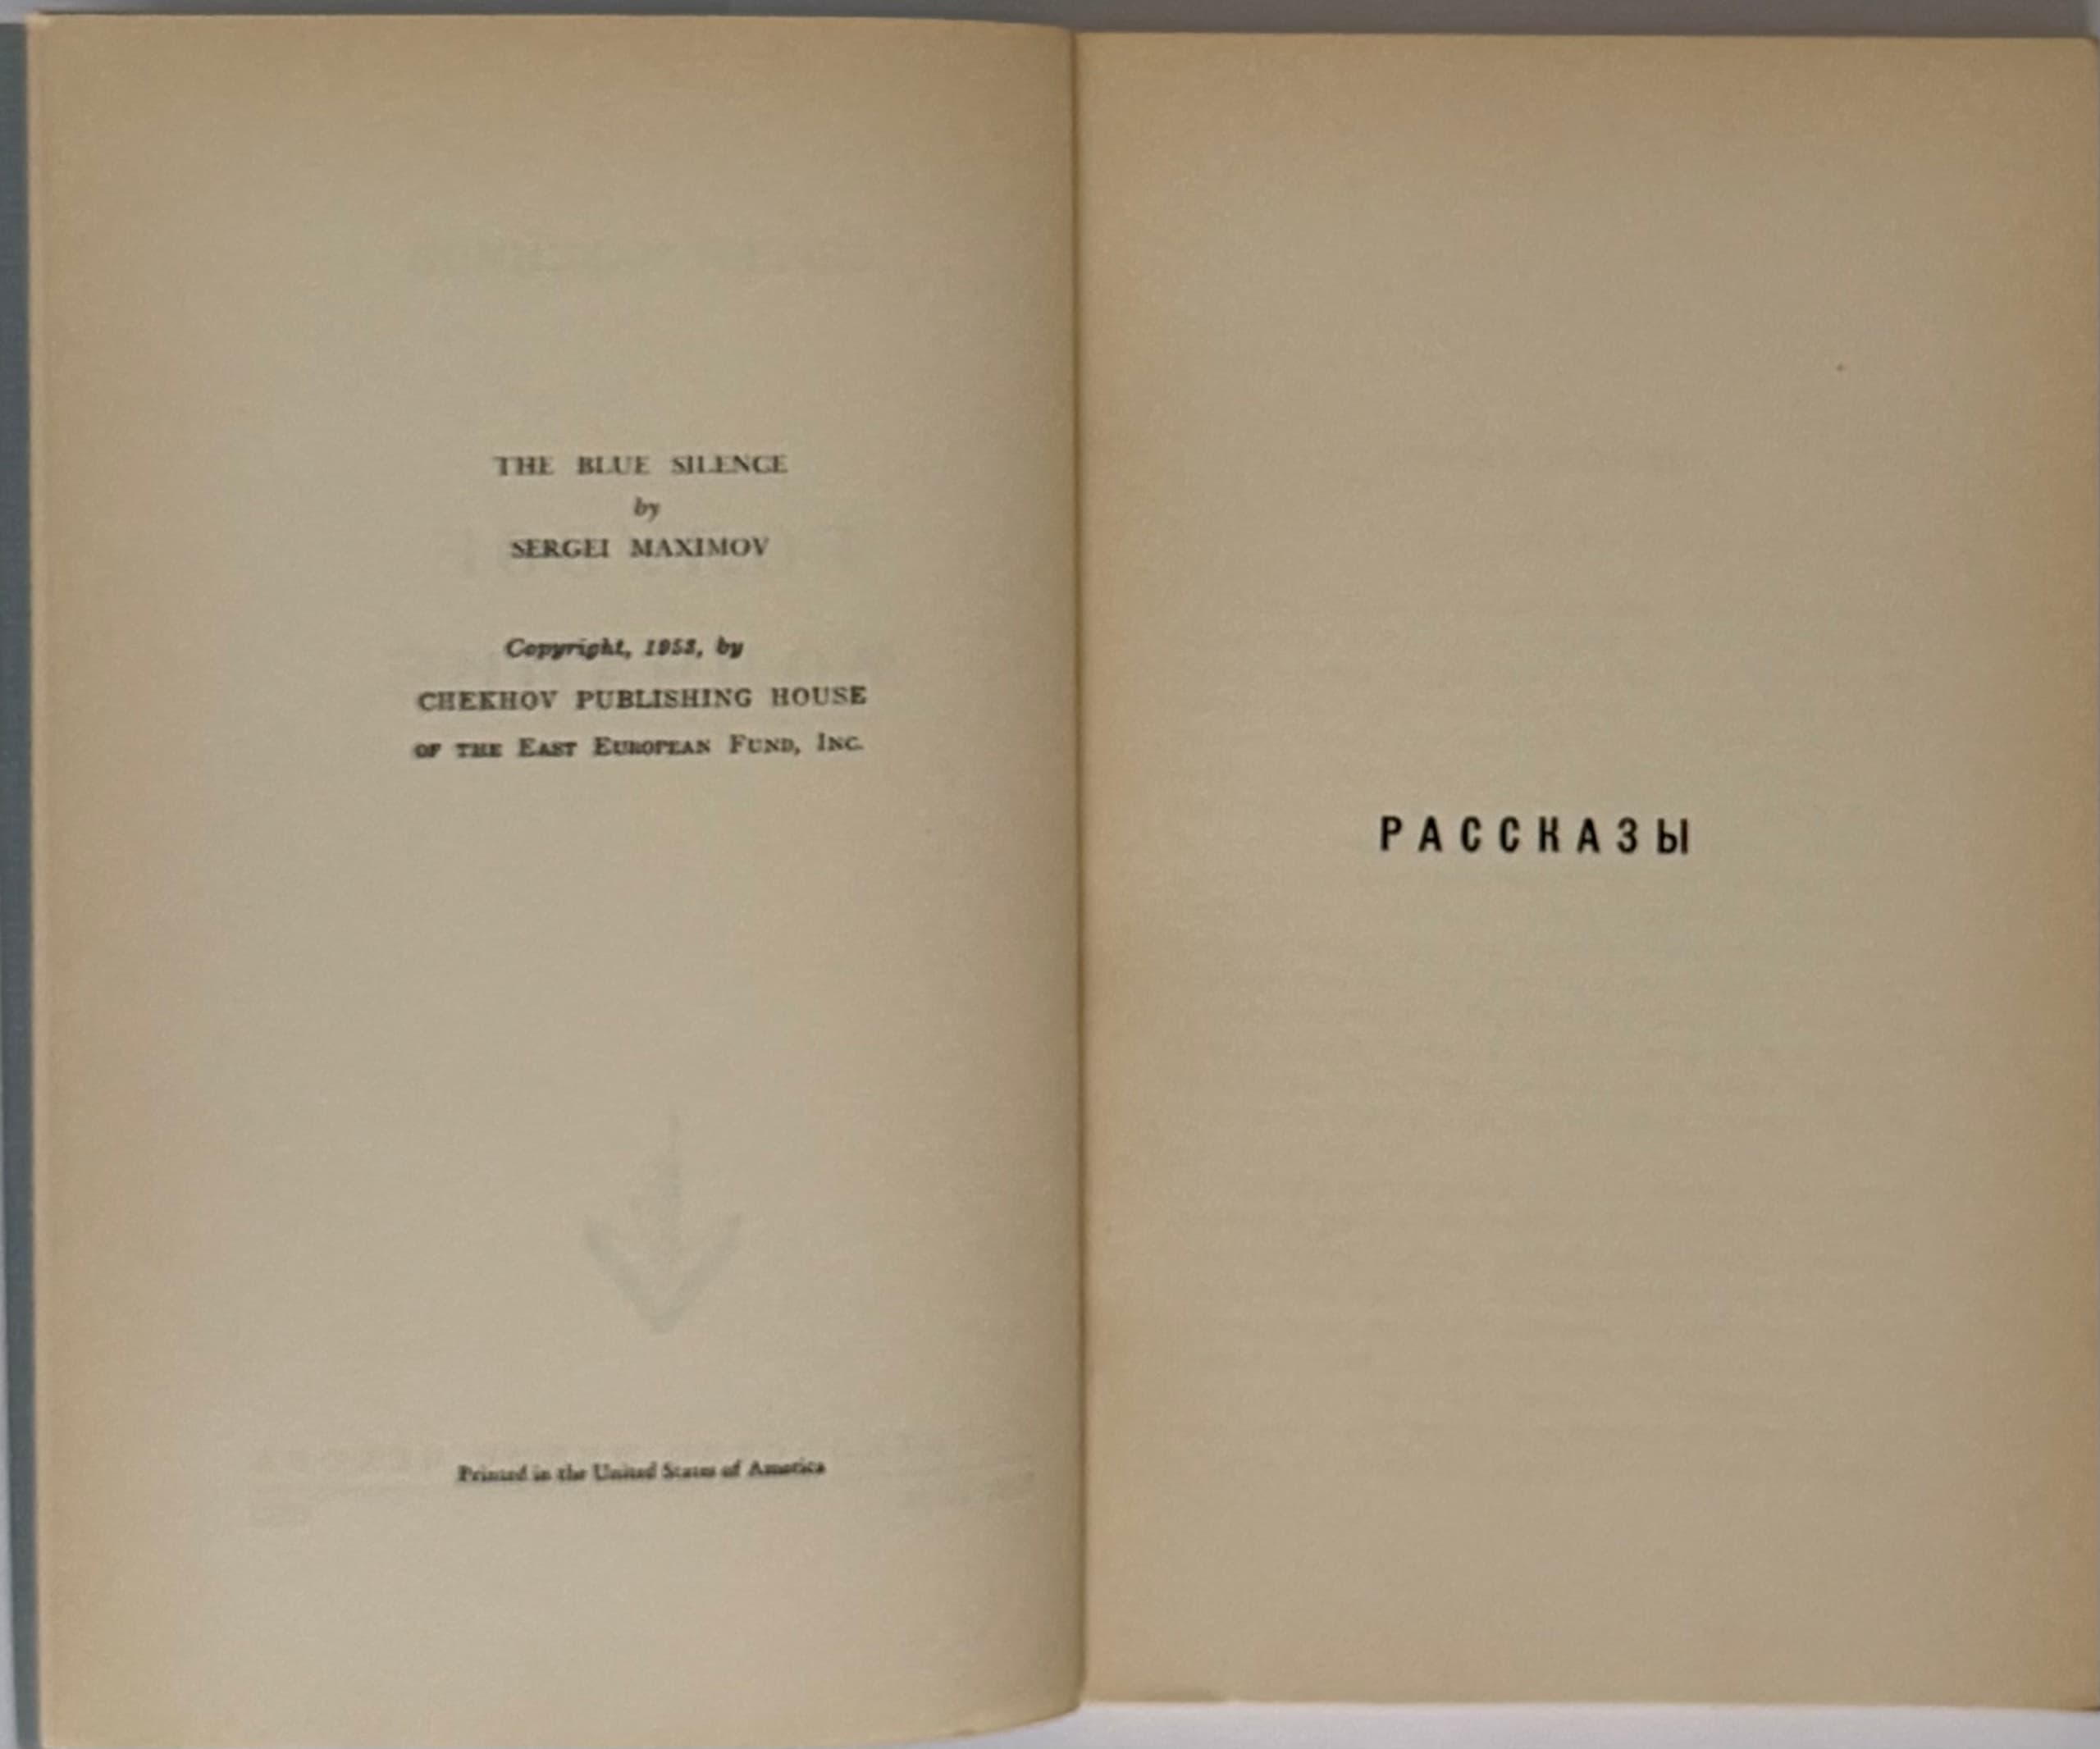 THE BLUE SILENCE
by
SERGEI MAXIMOV
Copyright, 1953, by
CHEKHOV PUBLISHING HOUSE
OF THE EAST EUROPEAN FUND, INC.
Printed in the United States of America
РАССКАЗЫ